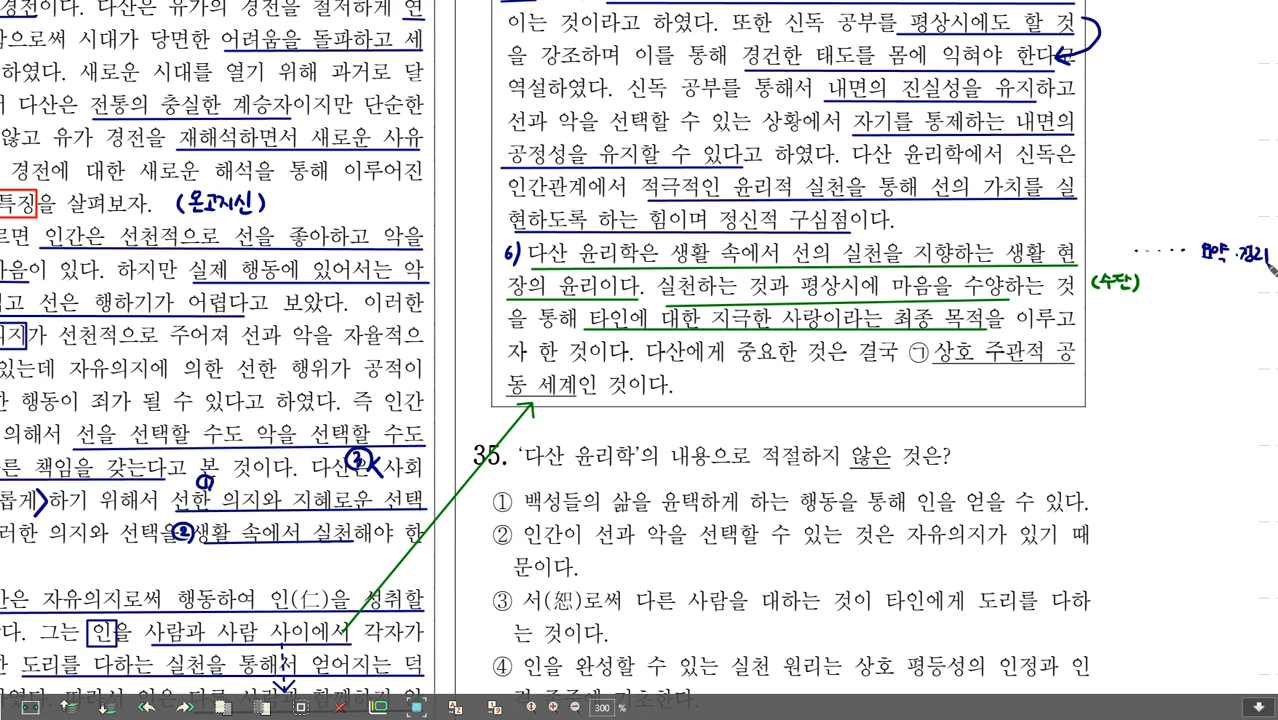 경전이다. 다산은 유가의 경전을 철저하게 연
함으로써 시대가 당면한 어려움을 돌파하고 세
하였다. 새로운 시대를 열기 위해 과거로 달
서 다산은 전통의 충실한 계승자이지만 단순한
않고 유가 경전을 재해석하면서 새로운 사유
경전에 대한 새로운 해석을 통해 이루어진
특징을 살펴보자. (온고지신)
르면 인간은 선천적으로 선을 좋아하고 악을
마음이 있다. 하지만 실제 행동에 있어서는 악
고 선은 행하기가 어렵다고 보았다. 이러한
의지가 선천적으로 주어져 선과 악을 자율적으
있는데 자유의지에 의한 선한 행위가 공적이
한 행동이 죄가 될 수 있다고 하였다. 즉 인간
의해서 선을 선택할 수도 악을 선택할 수도
른 책임을 갖는다고 본 것이다. 다산은 ③ 사회
롭게 하기 위해서 ① 선한 의지와 지혜로운 선택
러한 의지와 선택을 ② 생활 속에서 실천해야 한
산은 자유의지로써 행동하여 인(仁)을 성취할
다. 그는 인을 사람과 사람 사이에서 각자가
한 도리를 다하는 실천을 통해서 얻어지는 덕
이는 것이라고 하였다. 또한 신독 공부를 평상시에도 할 것
을 강조하며 이를 통해 경건한 태도를 몸에 익혀야 한다고
역설하였다. 신독 공부를 통해서 내면의 진실성을 유지하고
선과 악을 선택할 수 있는 상황에서 자기를 통제하는 내면의
공정성을 유지할 수 있다고 하였다. 다산 윤리학에서 신독은
인간관계에서 적극적인 윤리적 실천을 통해 선의 가치를 실
현하도록 하는 힘이며 정신적 구심점이다.
6) 다산 윤리학은 생활 속에서 선의 실천을 지향하는 생활 현 ····· 요약·정리
장의 윤리이다. 실천하는 것과 평상시에 마음을 수양하는 것 (수단)
을 통해 타인에 대한 지극한 사랑이라는 최종 목적을 이루고
자 한 것이다. 다산에게 중요한 것은 결국 ㉠상호 주관적 공
동 세계인 것이다.
35. ‘다산 윤리학’의 내용으로 적절하지 않은 것은?
① 백성들의 삶을 윤택하게 하는 행동을 통해 인을 얻을 수 있다.
② 인간이 선과 악을 선택할 수 있는 것은 자유의지가 있기 때
문이다.
③ 서(恕)로써 다른 사람을 대하는 것이 타인에게 도리를 다하
는 것이다.
④ 인을 완성할 수 있는 실천 원리는 상호 평등성의 인정과 인
300 %